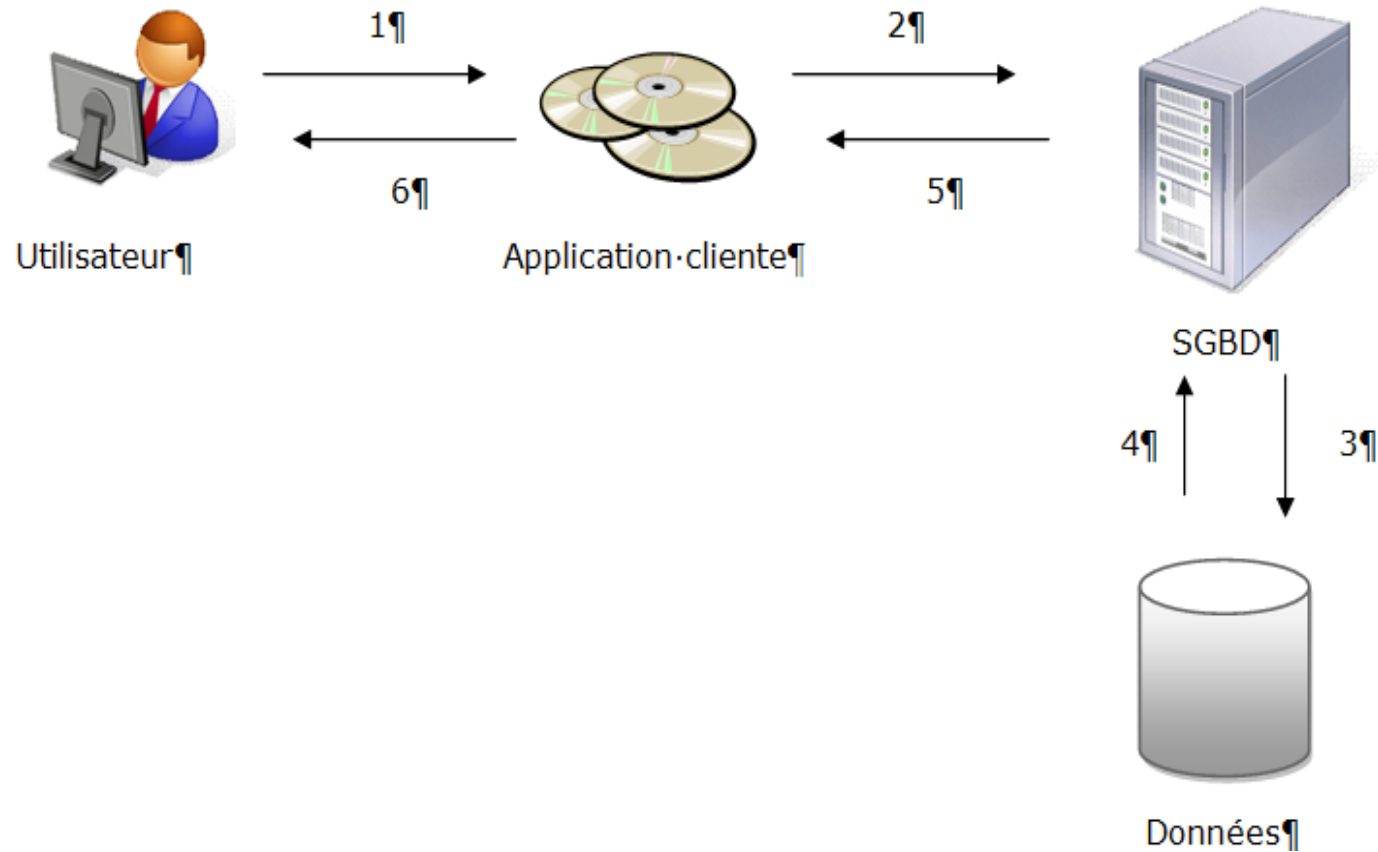 1¶
2¶
6¶
5¶
Utilisateur¶
Application·cliente¶
SGBD¶
4¶
3¶
Données¶